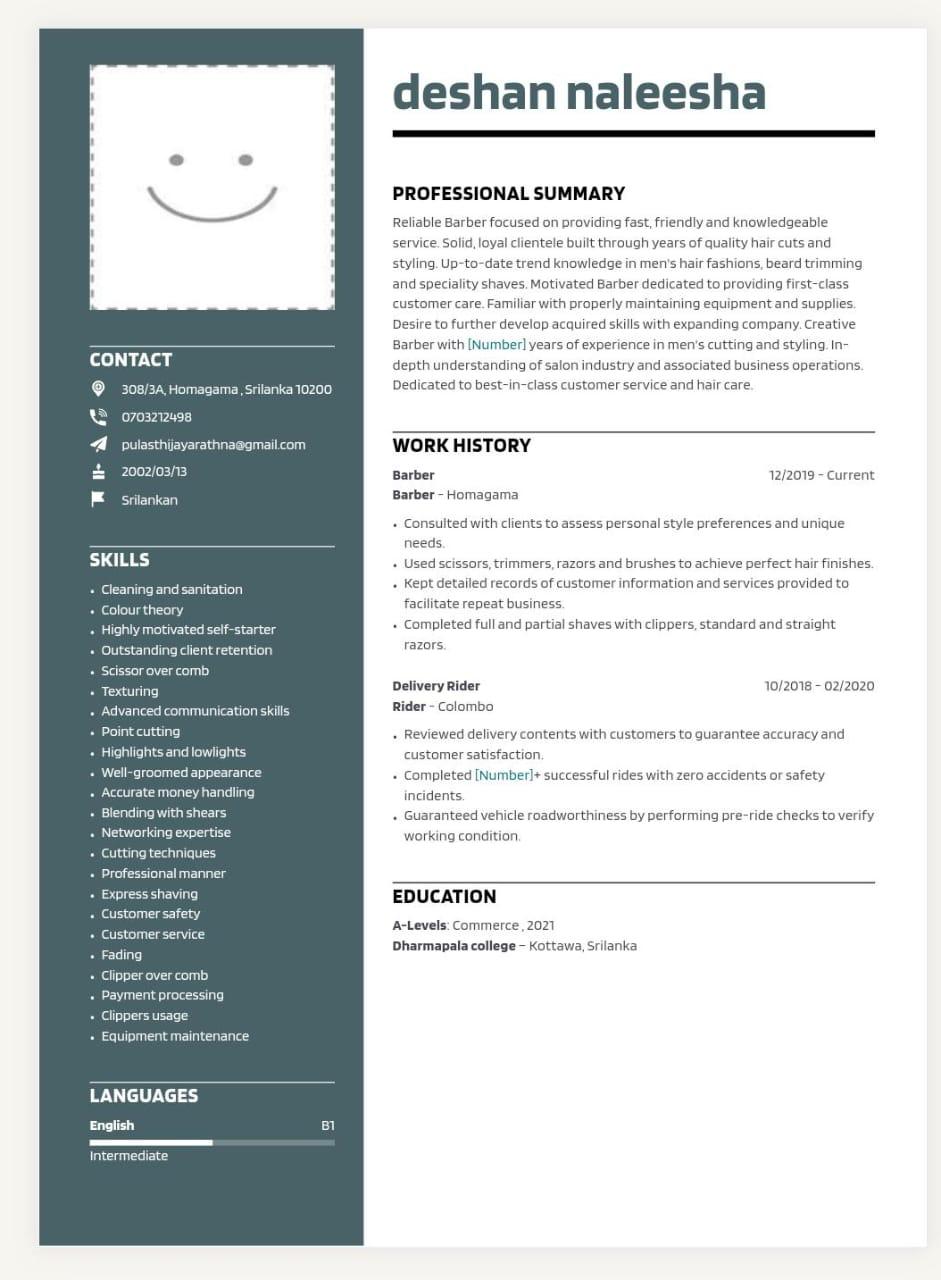 deshan naleesha
CONTACT
308/3A, Homagama , Srilanka 10200
0703212498
pulasthijayarathna@gmail.com
2002/03/13
Srilankan
SKILLS
• Cleaning and sanitation
• Colour theory
• Highly motivated self-starter
• Outstanding client retention
• Scissor over comb
• Texturing
• Advanced communication skills
• Point cutting
• Highlights and lowlights
• Well-groomed appearance
• Accurate money handling
• Blending with shears
• Networking expertise
• Cutting techniques
• Professional manner
• Express shaving
• Customer safety
• Customer service
• Fading
• Clipper over comb
• Payment processing
• Clippers usage
• Equipment maintenance
LANGUAGES
English B1
Intermediate
PROFESSIONAL SUMMARY
Reliable Barber focused on providing fast, friendly and knowledgeable
service. Solid, loyal clientele built through years of quality hair cuts and
styling. Up-to-date trend knowledge in men's hair fashions, beard trimming
and speciality shaves. Motivated Barber dedicated to providing first-class
customer care. Familiar with properly maintaining equipment and supplies.
Desire to further develop acquired skills with expanding company. Creative
Barber with [Number] years of experience in men's cutting and styling. In-
depth understanding of salon industry and associated business operations.
Dedicated to best-in-class customer service and hair care.
WORK HISTORY
Barber 12/2019 - Current
Barber - Homagama
• Consulted with clients to assess personal style preferences and unique
needs.
• Used scissors, trimmers, razors and brushes to achieve perfect hair finishes.
• Kept detailed records of customer information and services provided to
facilitate repeat business.
• Completed full and partial shaves with clippers, standard and straight
razors.
Delivery Rider 10/2018 - 02/2020
Rider - Colombo
• Reviewed delivery contents with customers to guarantee accuracy and
customer satisfaction.
• Completed [Number]+ successful rides with zero accidents or safety
incidents.
• Guaranteed vehicle roadworthiness by performing pre-ride checks to verify
working condition.
EDUCATION
A-Levels: Commerce , 2021
Dharmapala college – Kottawa, Srilanka